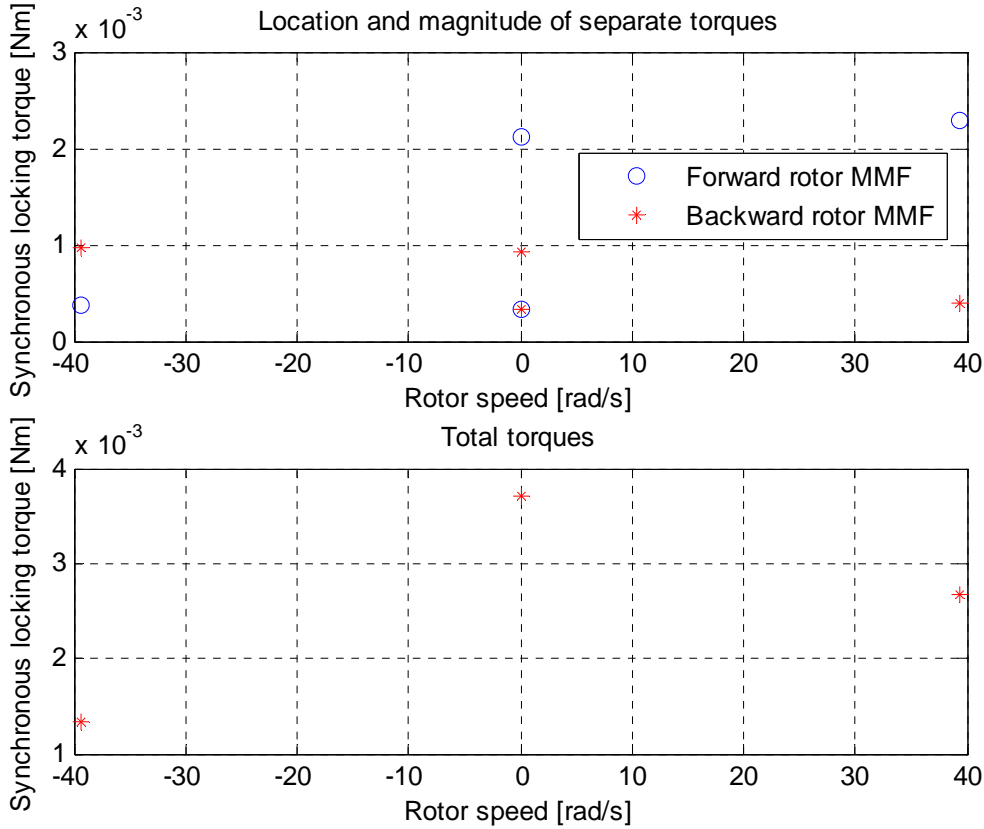 Location and magnitude of separate torques
x 10-3
Synchronous locking torque [Nm]
3
2
1
0
Forward rotor MMF
Backward rotor MMF
-40 -30 -20 -10 0 10 20 30 40
Rotor speed [rad/s]
Total torques
x 10-3
Synchronous locking torque [Nm]
4
3
2
1
-40 -30 -20 -10 0 10 20 30 40
Rotor speed [rad/s]